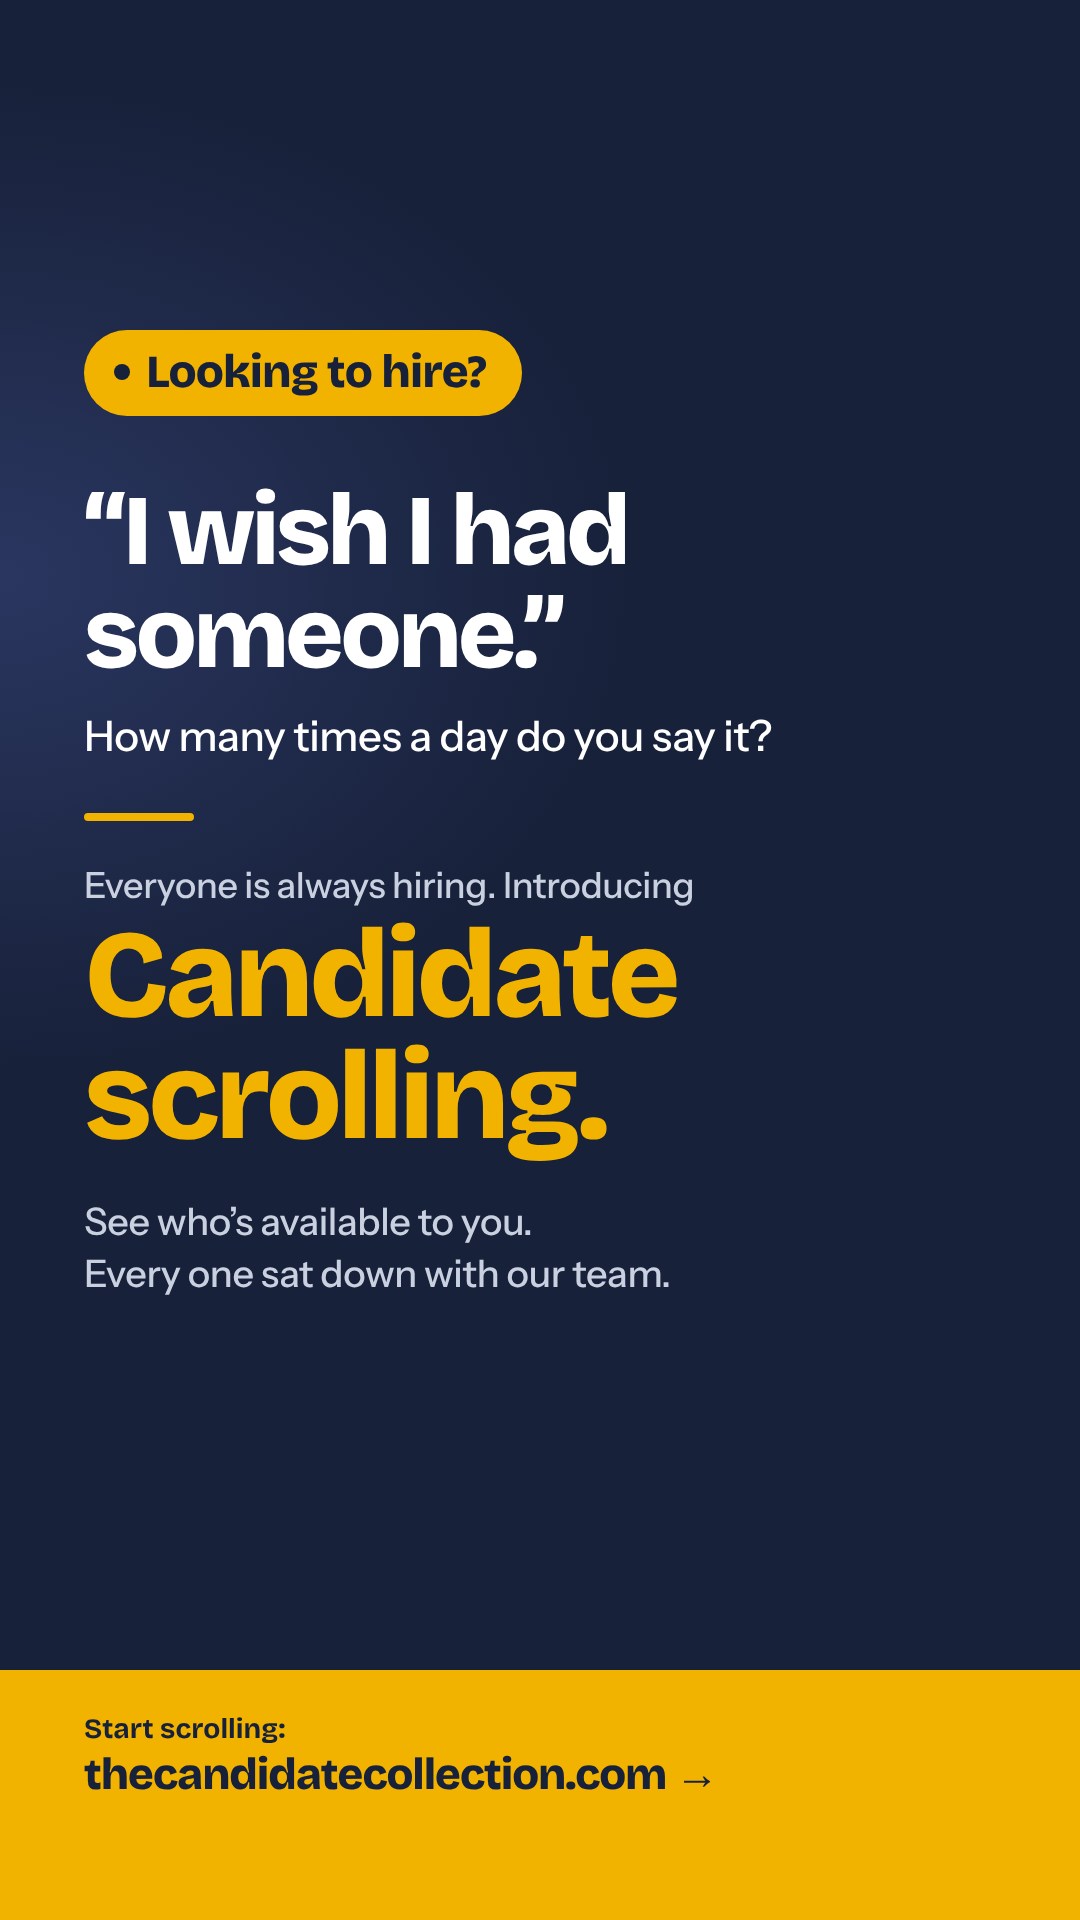 Looking to hire?
“I wish I had
someone.”
How many times a day do you say it?
Everyone is always hiring. Introducing
Candidate
scrolling.
See who’s available to you.
Every one sat down with our team.
Start scrolling:
thecandidatecollection.com →